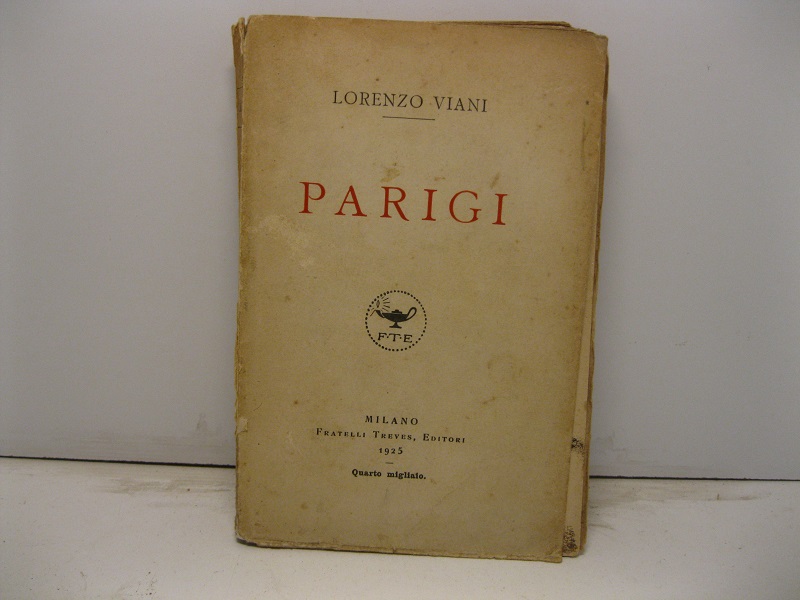 LORENZO VIANI
PARIGI
F·T·E
MILANO
FRATELLI TREVES, EDITORI
1925
Quarto migliaio.